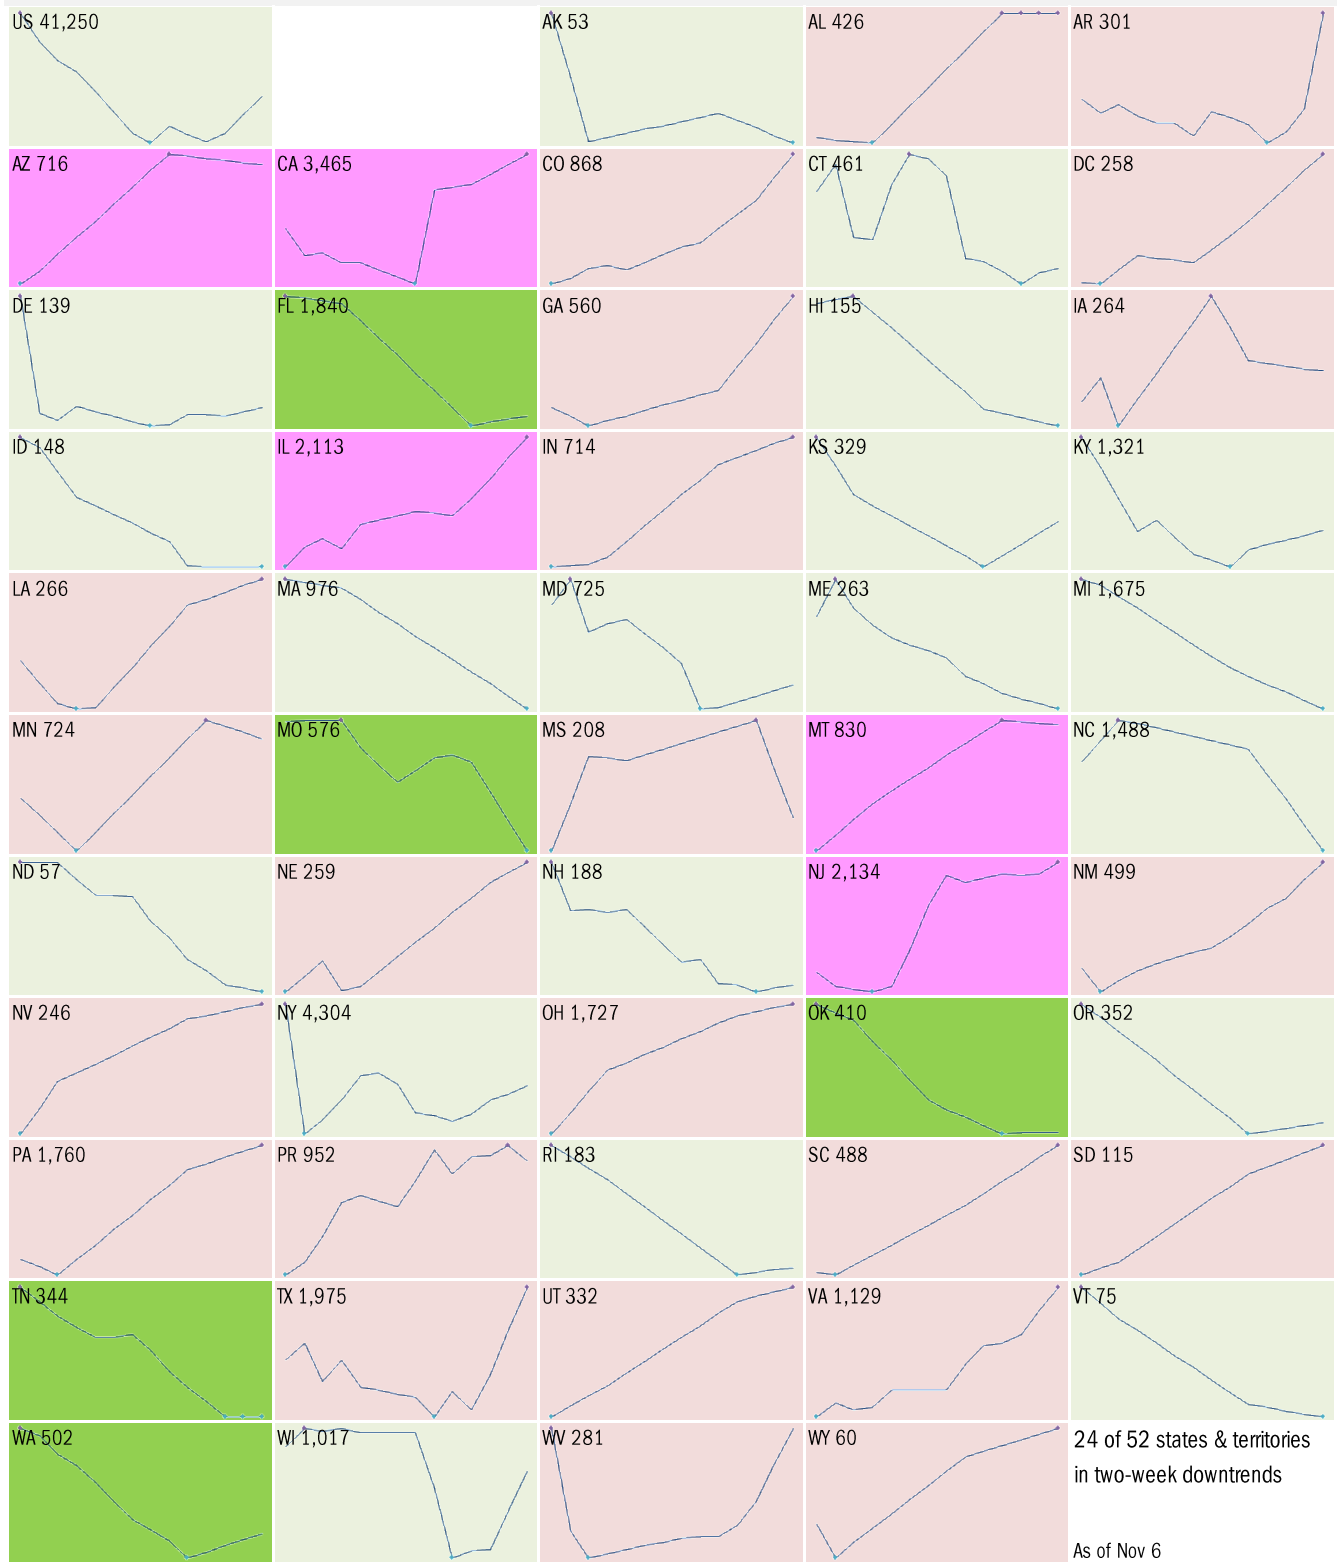 US 41,250
AK 53
AL 426
AR 301
AZ 716
CA 3,465
CO 868
CT 461
DC 258
DE 139
FL 1,840
GA 560
HI 155
IA 264
ID 148
IL 2,113
IN 714
KS 329
KY 1,321
LA 266
MA 976
MD 725
ME 263
MI 1,675
MN 724
MO 576
MS 208
MT 830
NC 1,488
ND 57
NE 259
NH 188
NJ 2,134
NM 499
NV 246
NY 4,304
OH 1,727
OK 410
OR 352
PA 1,760
PR 952
RI 183
SC 488
SD 115
TN 344
TX 1,975
UT 332
VA 1,129
VT 75
WA 502
WI 1,017
WV 281
WY 60
24 of 52 states & territories
in two-week downtrends
As of Nov 6